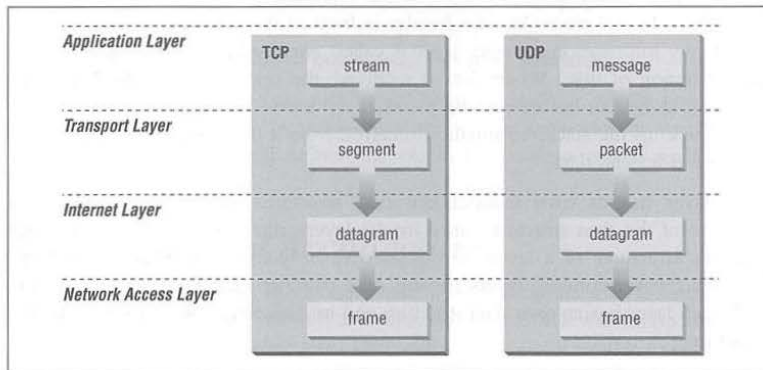 Application Layer
TCP
UDP
stream
message
Transport Layer
segment
packet
Internet Layer
datagram
datagram
Network Access Layer
frame
frame